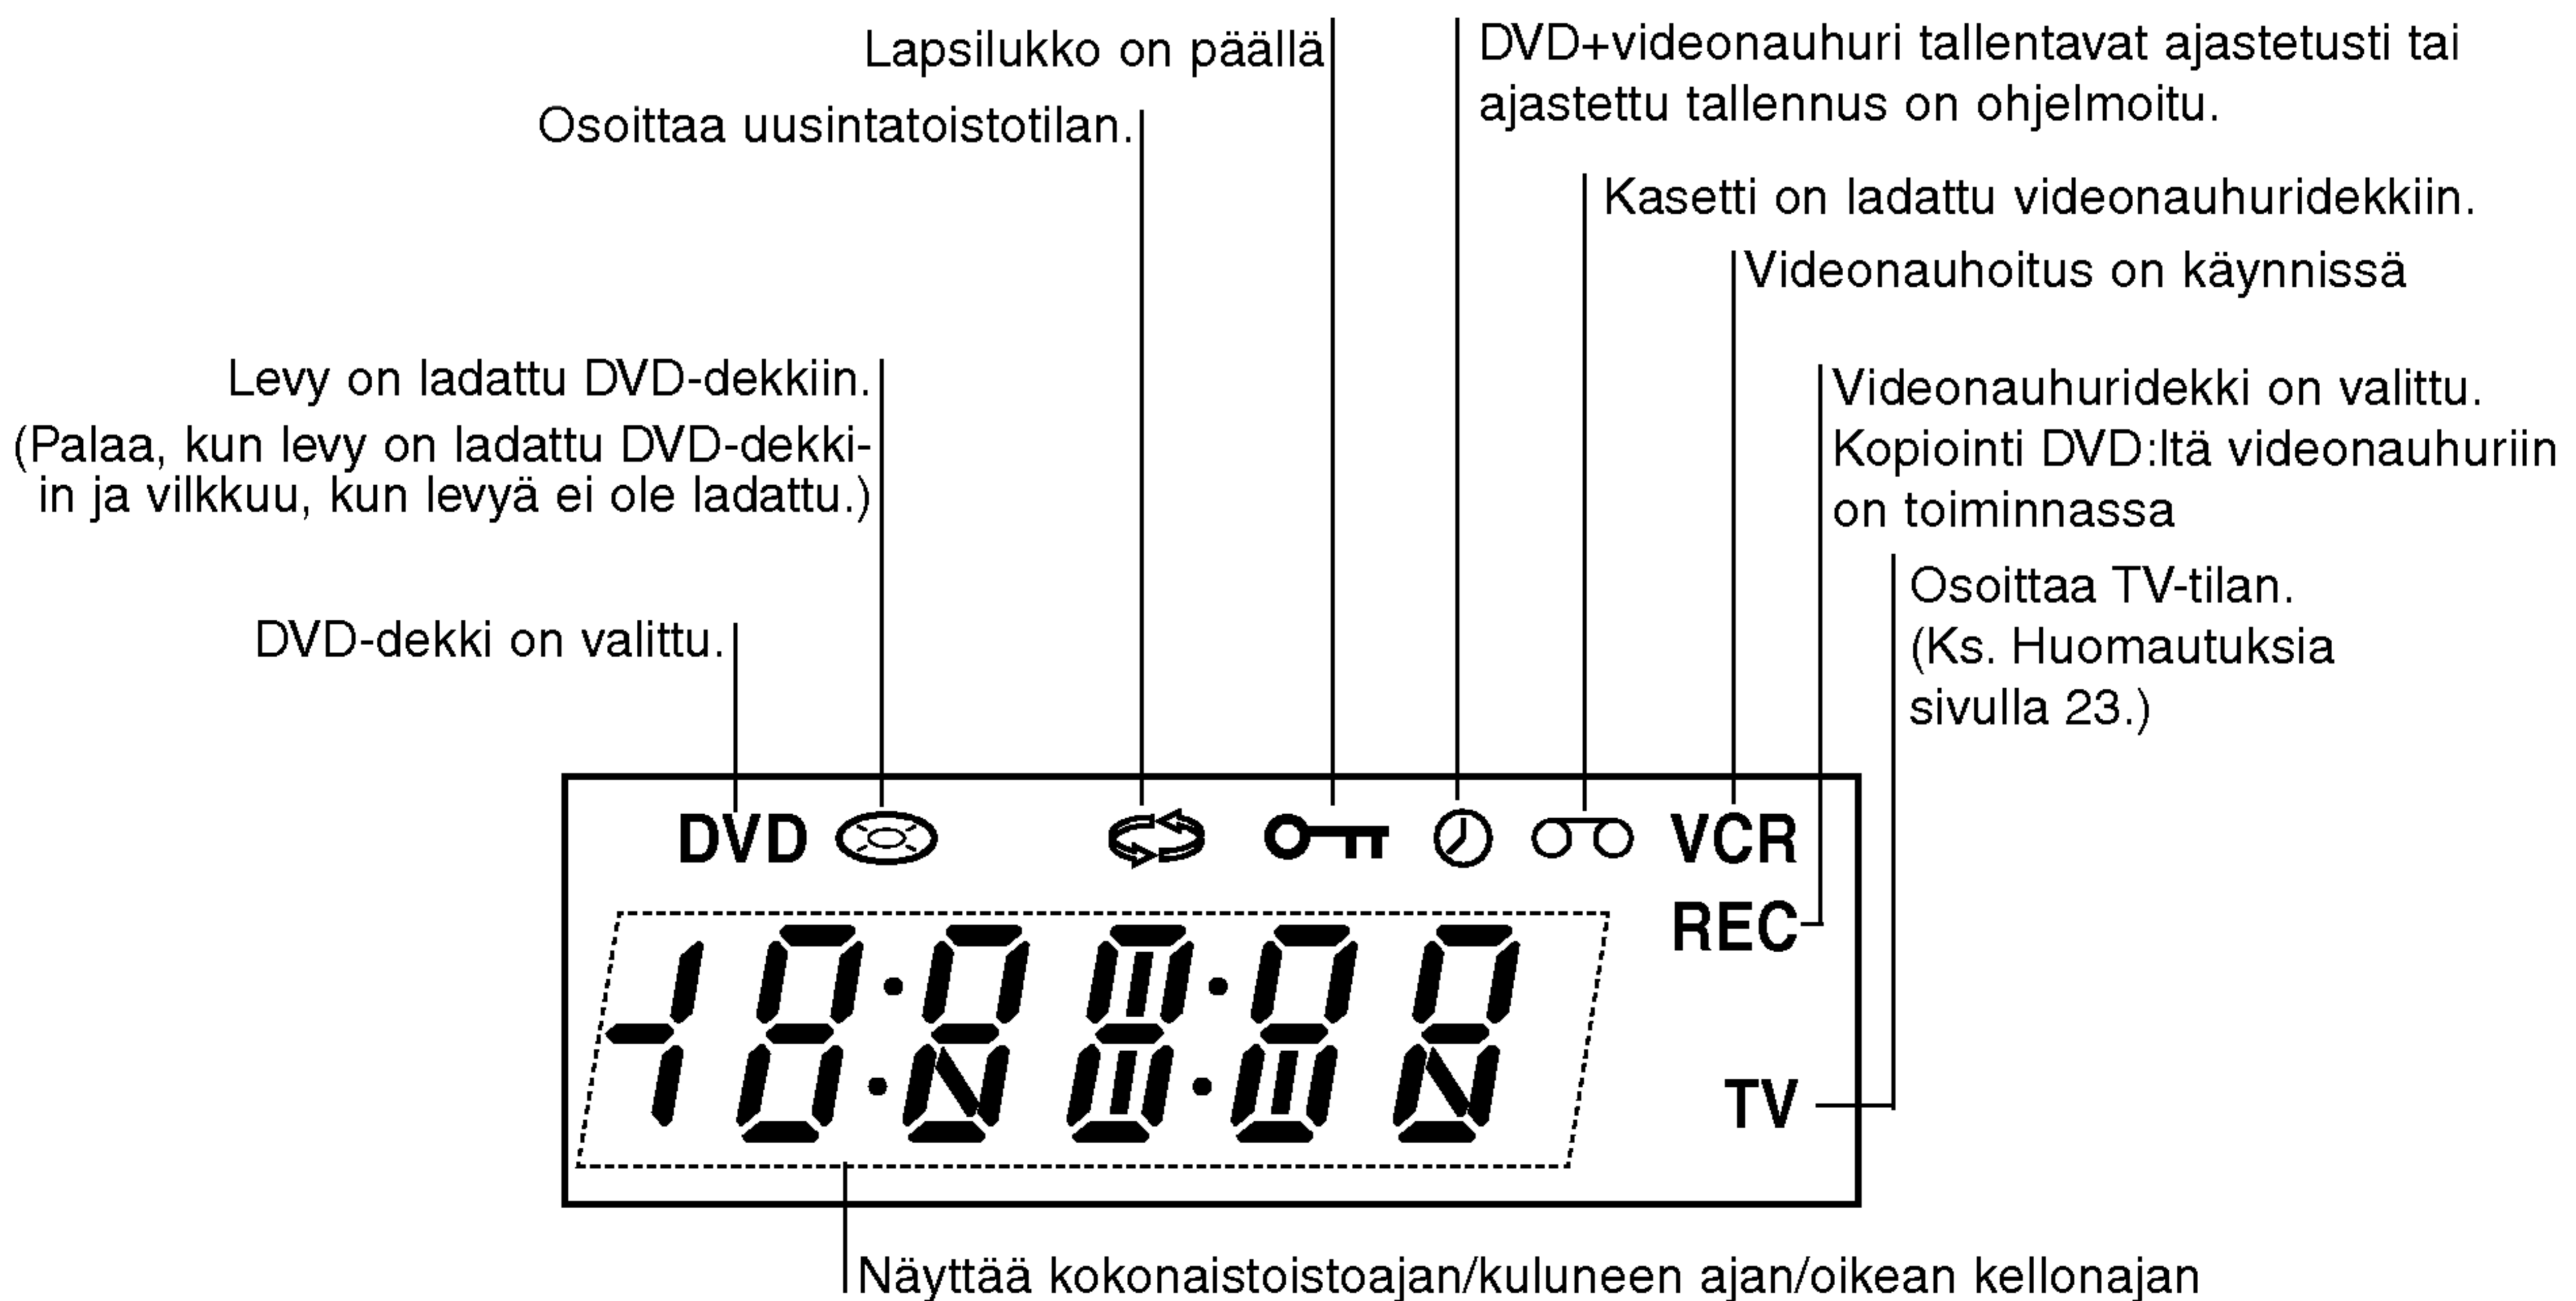 Lapsilukko on päällä
DVD+videonauhuri tallentavat ajastetusti tai
ajastettu tallennus on ohjelmoitu.
Osoittaa uusintatoistotilan.
Kasetti on ladattu videonauhuridekkiin.
Videonauhoitus on käynnissä
Levy on ladattu DVD-dekkiin.
(Palaa, kun levy on ladattu DVD-dekki-
in ja vilkkuu, kun levyä ei ole ladattu.)
Videonauhuridekki on valittu.
Kopiointi DVD:ltä videonauhuriin
on toiminnassa
DVD-dekki on valittu.
Osoittaa TV-tilan.
(Ks. Huomautuksia
sivulla 23.)
DVD VCR
REC
TV
Näyttää kokonaistoistoajan/kuluneen ajan/oikean kellonajan